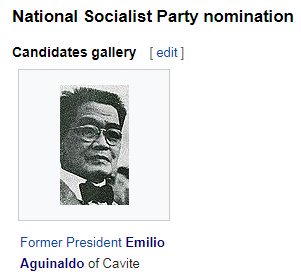 National Socialist Party nomination
Candidates gallery [ edit ]
Former President Emilio
Aguinaldo of Cavite